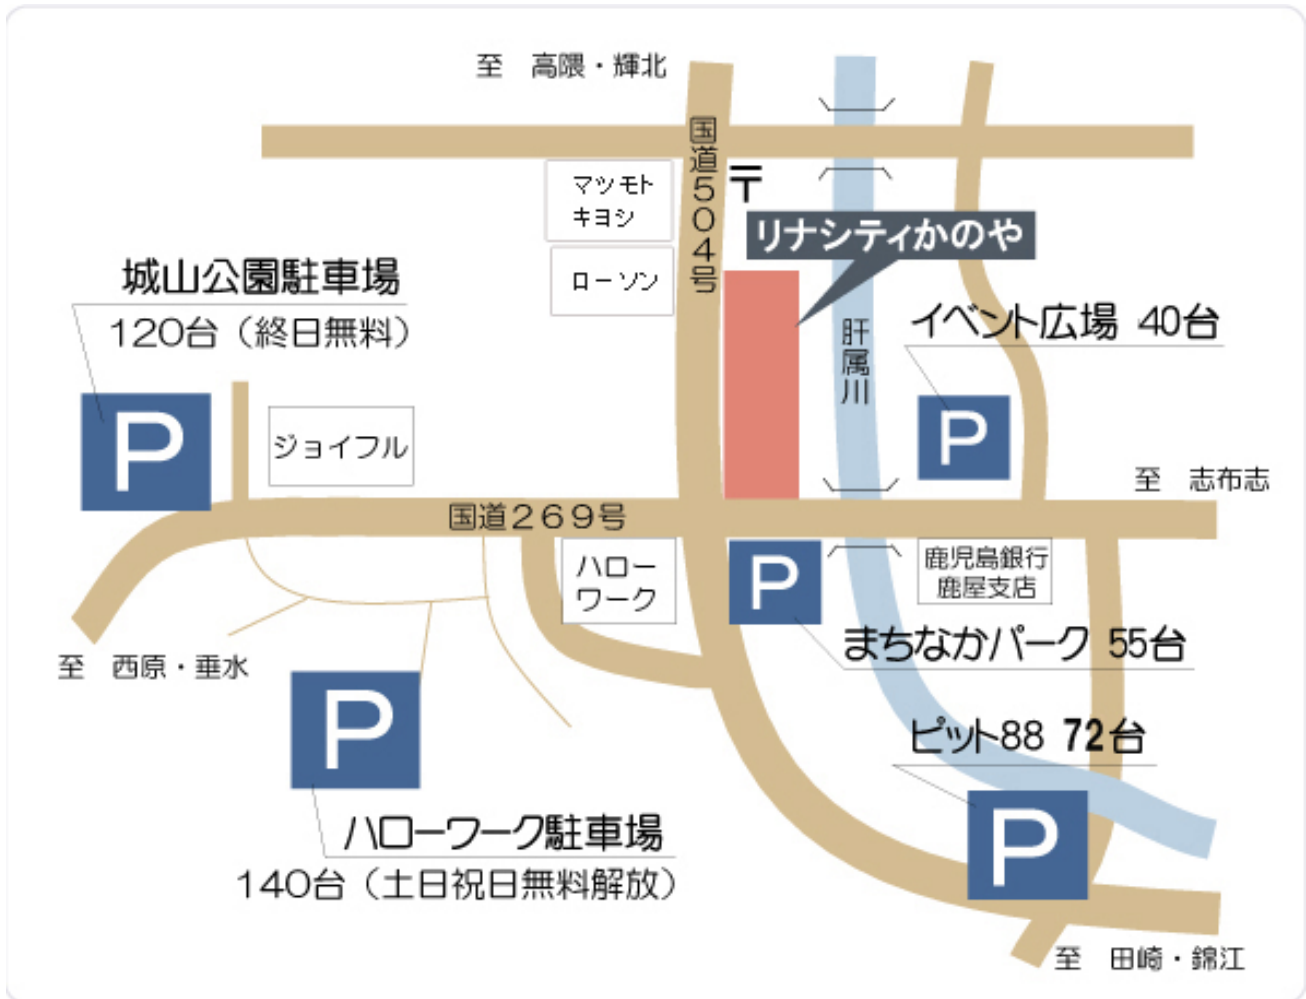 至　高隈・輝北
国道504号
〒
マツモト
キヨシ
リナシティかのや
ローソン
城山公園駐車場
120台（終日無料）
P
イベント広場 40台
P
肝属川
ジョイフル
至　志布志
国道269号
ハロー
ワーク
P
鹿児島銀行
鹿屋支店
まちなかパーク 55台
至　西原・垂水
P
ピット88 72台
P
ハローワーク駐車場
140台（土日祝日無料解放）
至　田崎・錦江